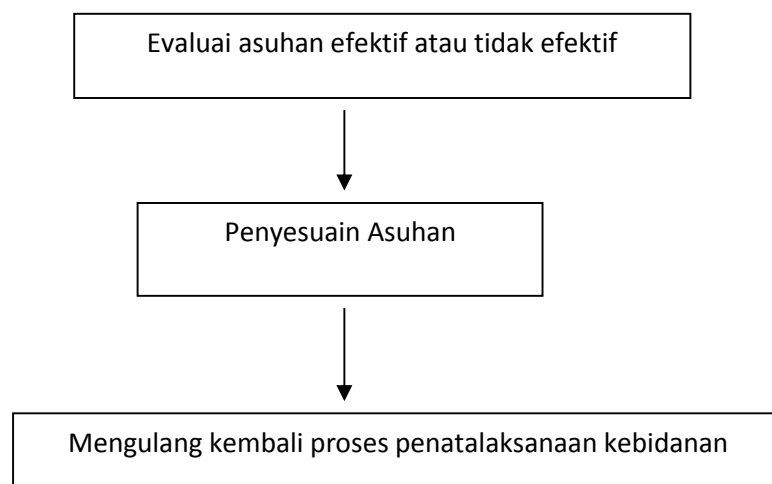 Evaluai asuhan efektif atau tidak efektif
Penyesuain Asuhan
Mengulang kembali proses penatalaksanaan kebidanan